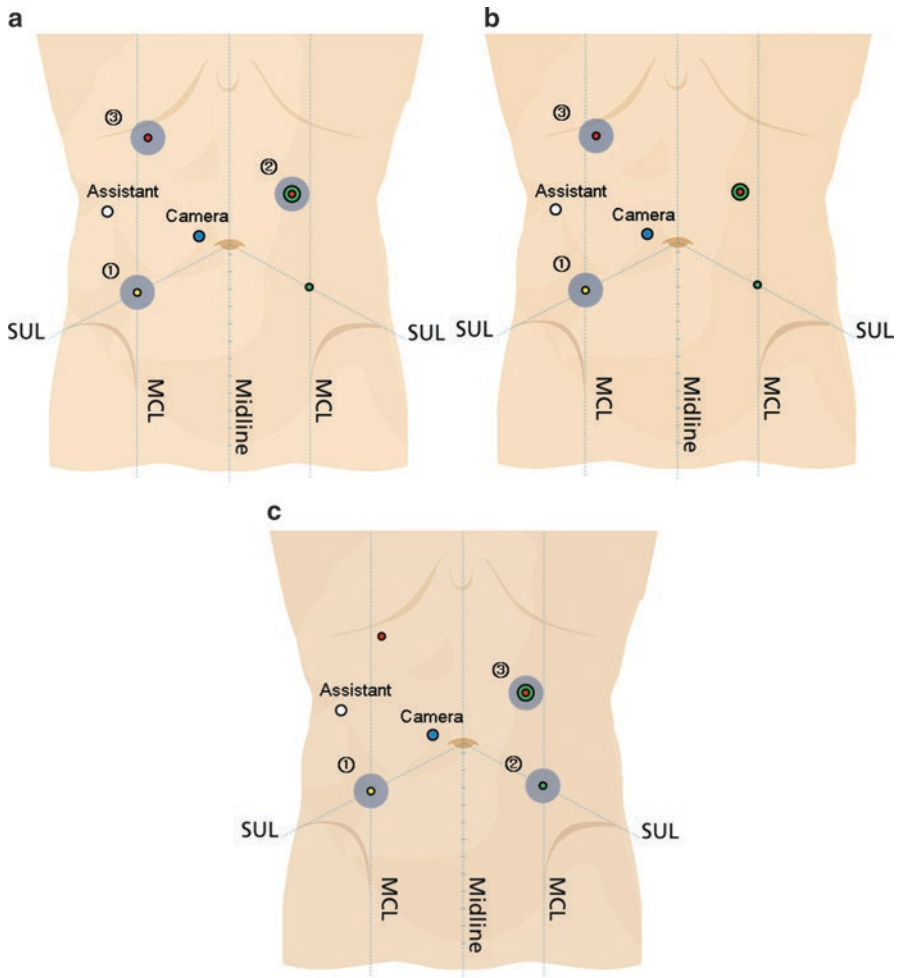 a
③
②
Assistant
Camera
①
SUL
SUL
MCL
Midline
MCL
b
③
Assistant
Camera
①
SUL
SUL
MCL
Midline
MCL
c
③
Assistant
Camera
①
②
SUL
SUL
MCL
Midline
MCL